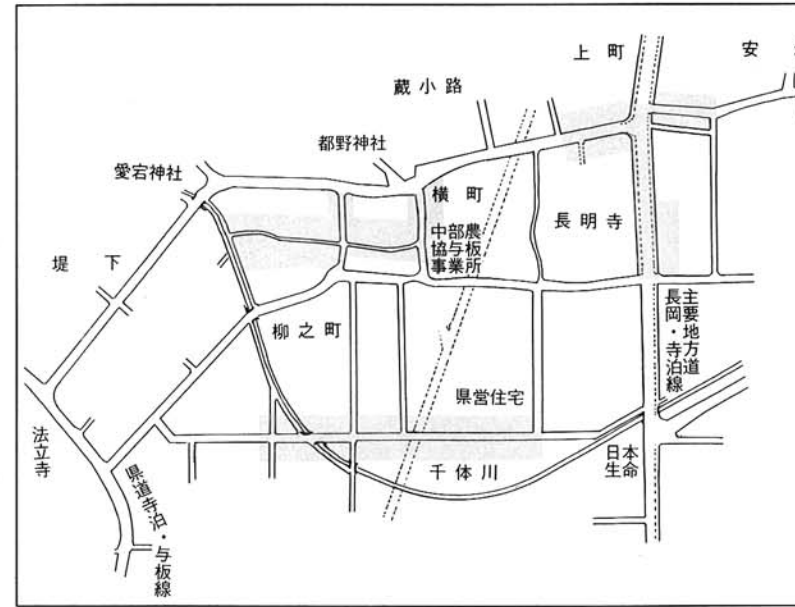 上町
安
蔵小路
都野神社
愛宕神社
横町
長明寺
中部農
協与板
事業所
堤下
主要地方道
長岡・寺泊線
柳之町
県営住宅
法立寺
県道寺泊・与板線
千体川
日本
生命